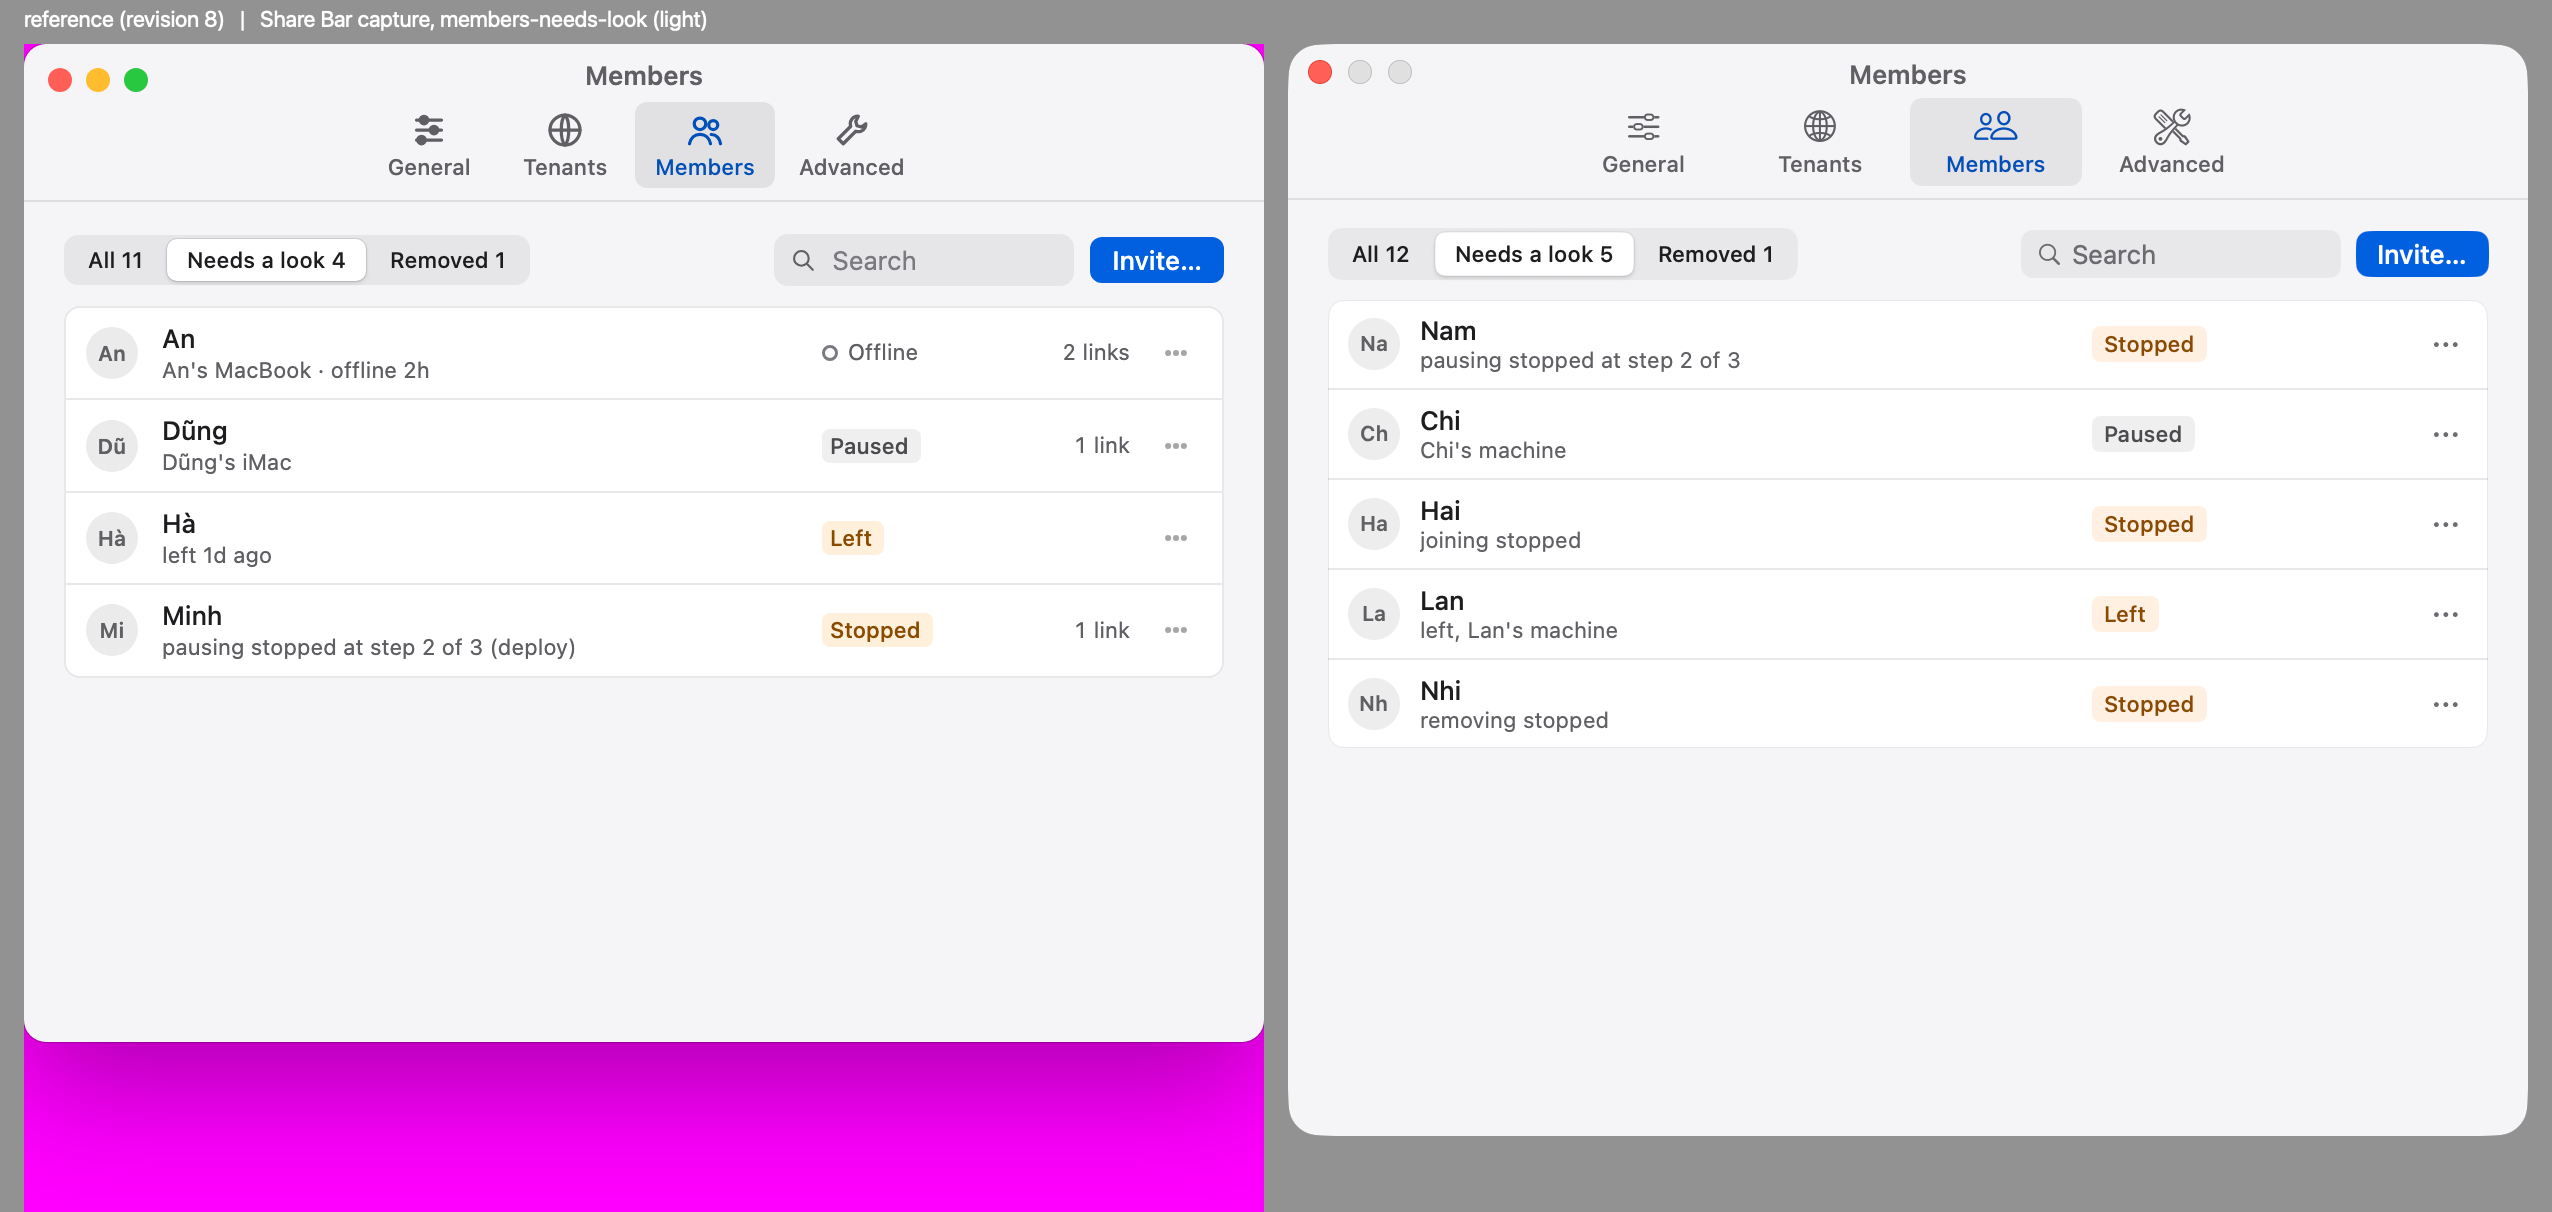 reference (revision 8) | Share Bar capture, members-needs-look (light)
Members
General
Tenants
Members
Advanced
All 11
Needs a look 4
Removed 1
Search
Invite...
An
An
An's MacBook · offline 2h
Offline
2 links
Dũ
Dũng
Dũng's iMac
Paused
1 link
Hà
Hà
left 1d ago
Left
Mi
Minh
pausing stopped at step 2 of 3 (deploy)
Stopped
1 link
Members
General
Tenants
Members
Advanced
All 12
Needs a look 5
Removed 1
Search
Invite...
Na
Nam
pausing stopped at step 2 of 3
Stopped
Ch
Chi
Chi's machine
Paused
Ha
Hai
joining stopped
Stopped
La
Lan
left, Lan's machine
Left
Nh
Nhi
removing stopped
Stopped